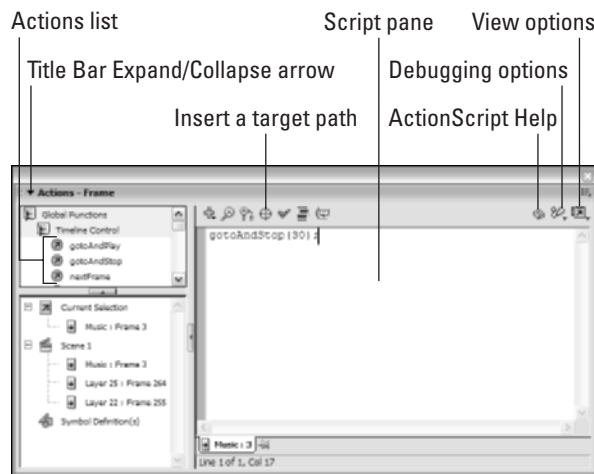 Actions list
Script pane
View options
Title Bar Expand/Collapse arrow
Debugging options
Insert a target path
ActionScript Help
Actions - Frame
Global Functions
Timeline Control
gotoAndPlay
gotoAndStop
nextFrame
gotoAndStop(30);
Current Selection
Music : Frame 3
Scene 1
Music : Frame 3
Layer 25 : Frame 264
Layer 22 : Frame 255
Symbol Definition(s)
Music : 3
Line 1 of 1, Col 17